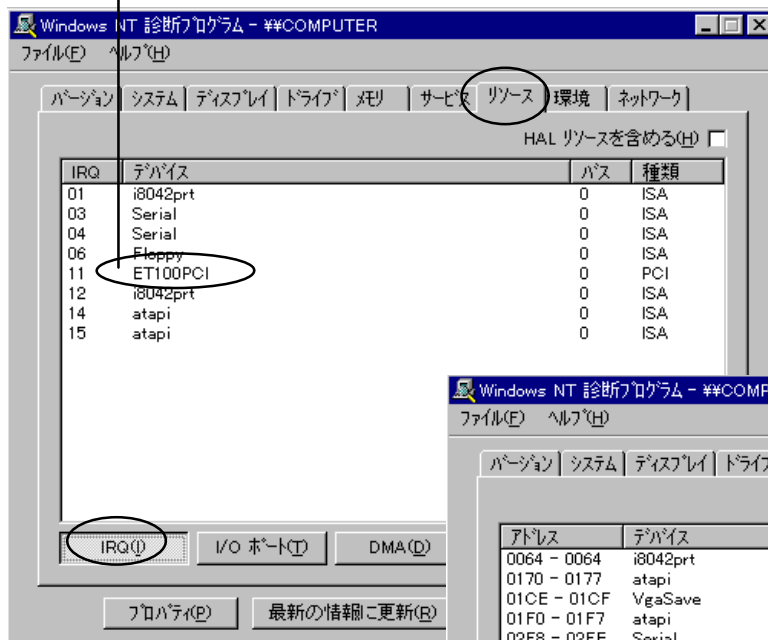 Windows NT 診断プログラム - ¥¥COMPUTER
ファイル(F) ヘルプ(H)
バージョン システム ディスプレイ ドライブ メモリ サービス リソース 環境 ネットワーク
HAL リソースを含める(H)
IRQ デバイス バス 種類
01 i8042prt 0 ISA
03 Serial 0 ISA
04 Serial 0 ISA
06 Floppy 0 ISA
11 ET100PCI 0 PCI
12 i8042prt 0 ISA
14 atapi 0 ISA
15 atapi 0 ISA
IRQ(I) I/O ポート(T) DMA(D)
プロパティ(P) 最新の情報に更新(R)
Windows NT 診断プログラム - ¥¥COMP
ファイル(F) ヘルプ(H)
バージョン システム ディスプレイ ドライブ
アドレス デバイス
0064 - 0064 i8042prt
0170 - 0177 atapi
01CE - 01CF VgaSave
01F0 - 01F7 atapi
02F8 - 02FF Serial